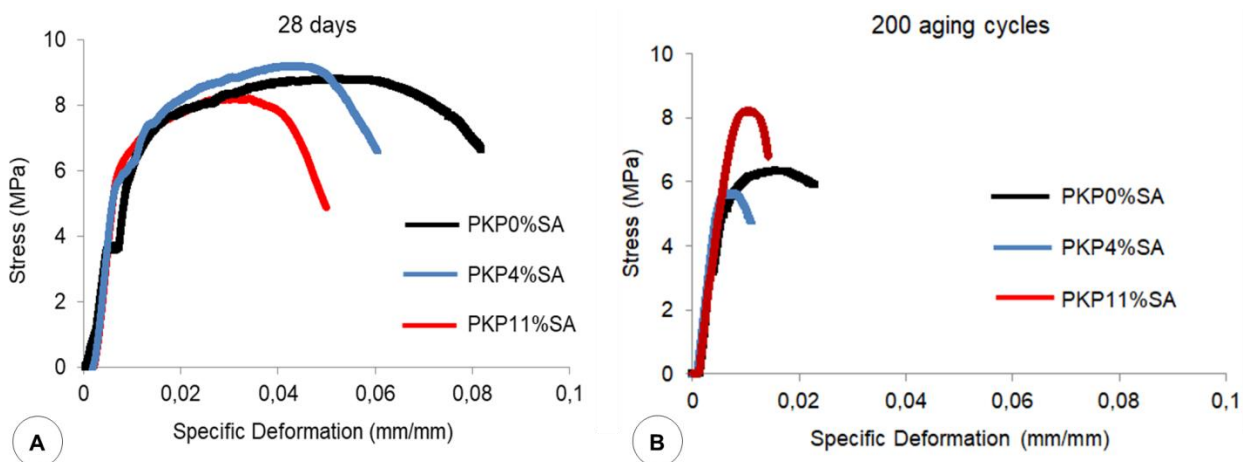 28 days
10
8
6
4
2
0
Stress (MPa)
PKP0%SA
PKP4%SA
PKP11%SA
0 0,02 0,04 0,06 0,08 0,1
Specific Deformation (mm/mm)
A
200 aging cycles
10
8
6
4
2
0
Stress (MPa)
PKP0%SA
PKP4%SA
PKP11%SA
0 0,02 0,04 0,06 0,08 0,1
Specific Deformation (mm/mm)
B